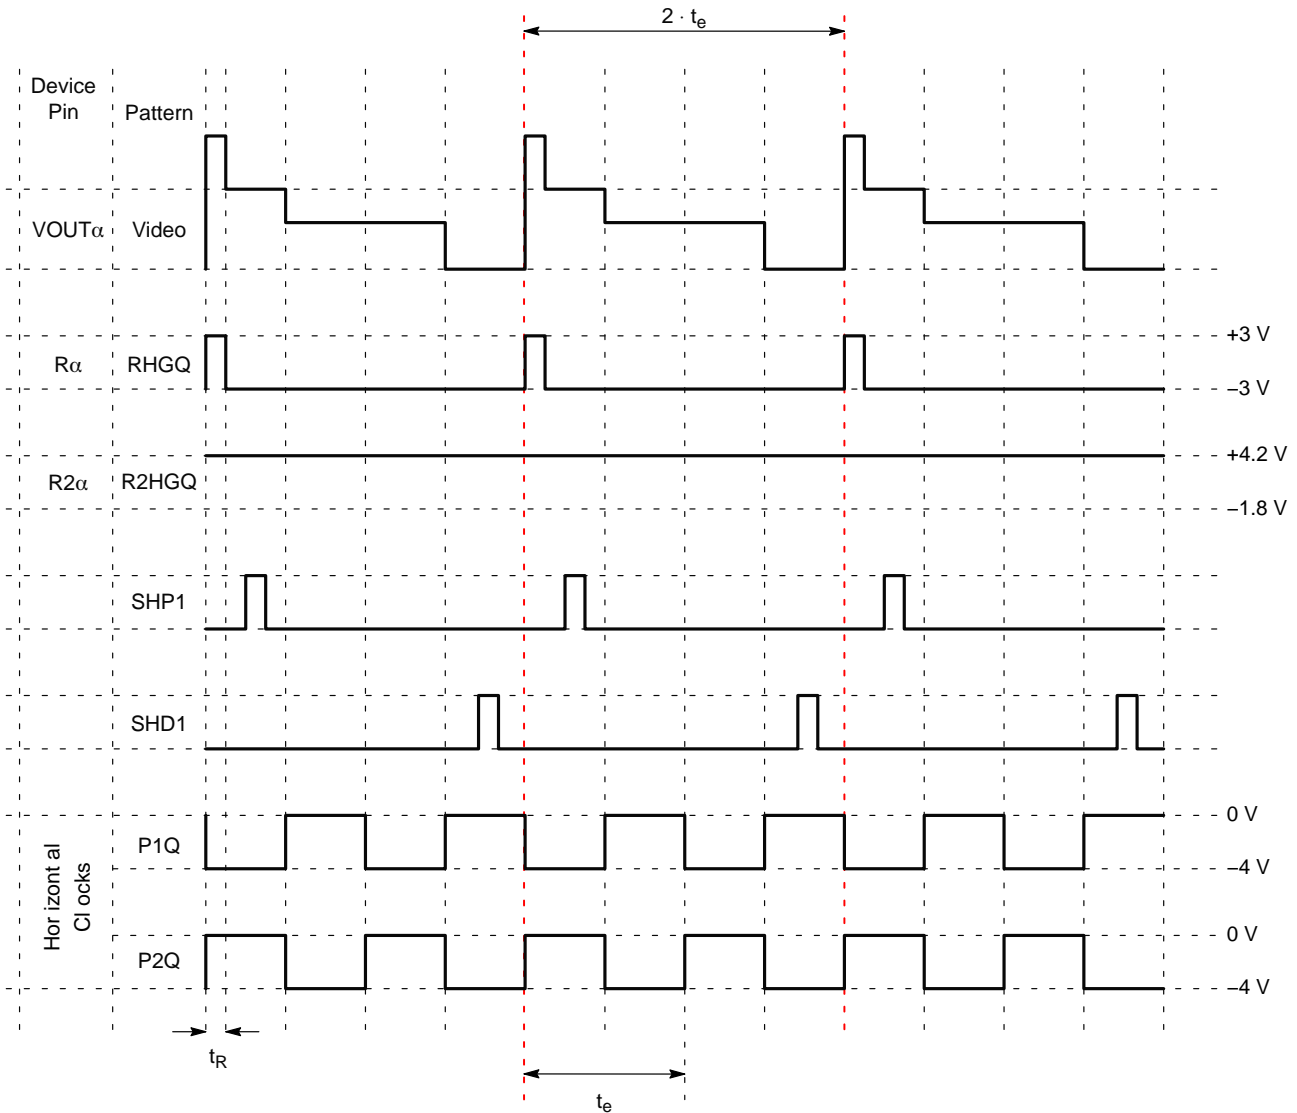 2 · te
Device
Pin
Pattern
VOUTα
Video
+3 V
Rα
RHGQ
−3 V
+4.2 V
R2α
R2HGQ
−1.8 V
SHP1
SHD1
0 V
P1Q
−4 V
Hor izont al
Cl ocks
0 V
P2Q
−4 V
tR
te